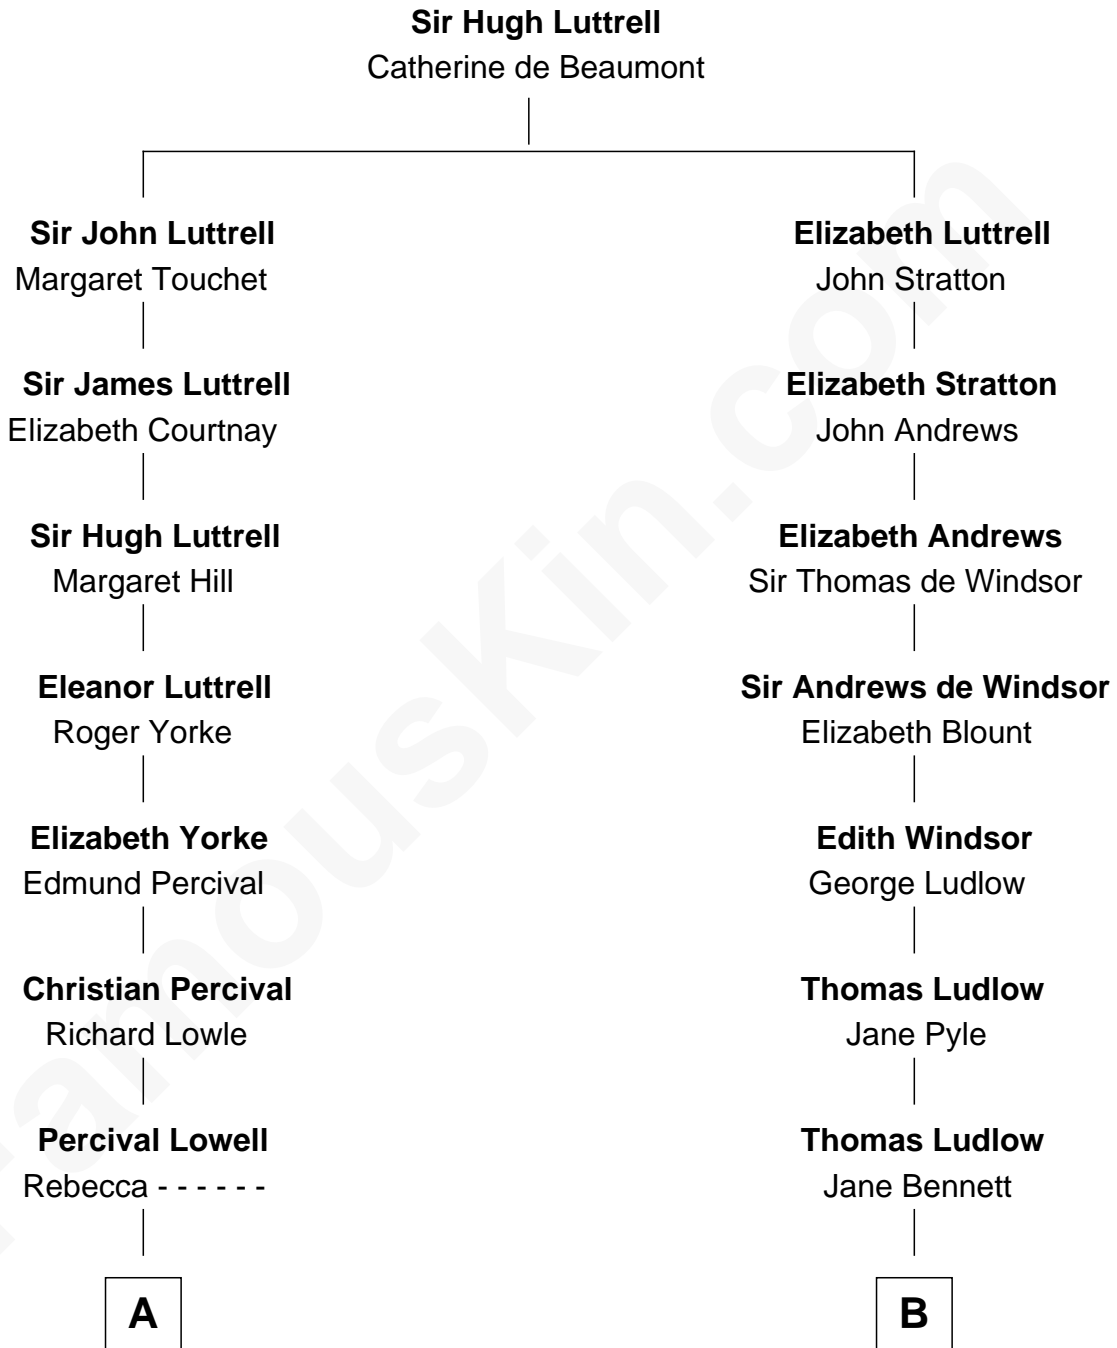 Sir Hugh Luttrell
Catherine de Beaumont
Sir John Luttrell
Margaret Touchet
Elizabeth Luttrell
John Stratton
Sir James Luttrell
Elizabeth Courtnay
Elizabeth Stratton
John Andrews
Sir Hugh Luttrell
Margaret Hill
Elizabeth Andrews
Sir Thomas de Windsor
Eleanor Luttrell
Roger Yorke
Sir Andrews de Windsor
Elizabeth Blount
Elizabeth Yorke
Edmund Percival
Edith Windsor
George Ludlow
Christian Percival
Richard Lowle
Thomas Ludlow
Jane Pyle
Percival Lowell
Rebecca - - - - - -
Thomas Ludlow
Jane Bennett
A
B
FamousKin.com